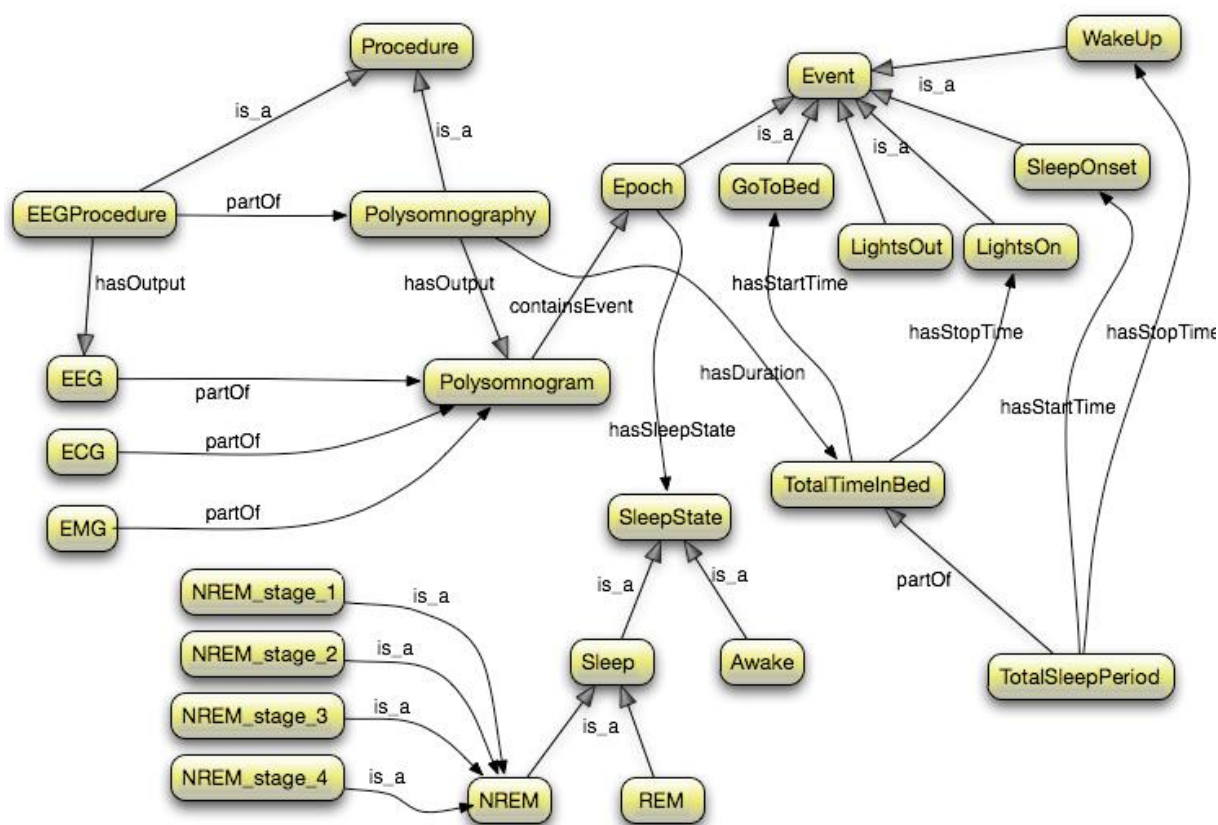 Procedure
WakeUp
Event
is_a
is_a
is_a
is_a
is_a
SleepOnset
Epoch
GoToBed
EEGProcedure
partOf
Polysomnography
LightsOut
LightsOn
hasOutput
hasOutput
hasStartTime
containsEvent
hasStopTime
hasStopTime
EEG
partOf
Polysomnogram
hasDuration
hasStartTime
ECG
partOf
hasSleepState
TotalTimeInBed
EMG
partOf
SleepState
NREM_stage_1
is_a
is_a
is_a
partOf
NREM_stage_2
is_a
Sleep
Awake
TotalSleepPeriod
NREM_stage_3
is_a
is_a
NREM_stage_4
is_a
NREM
REM